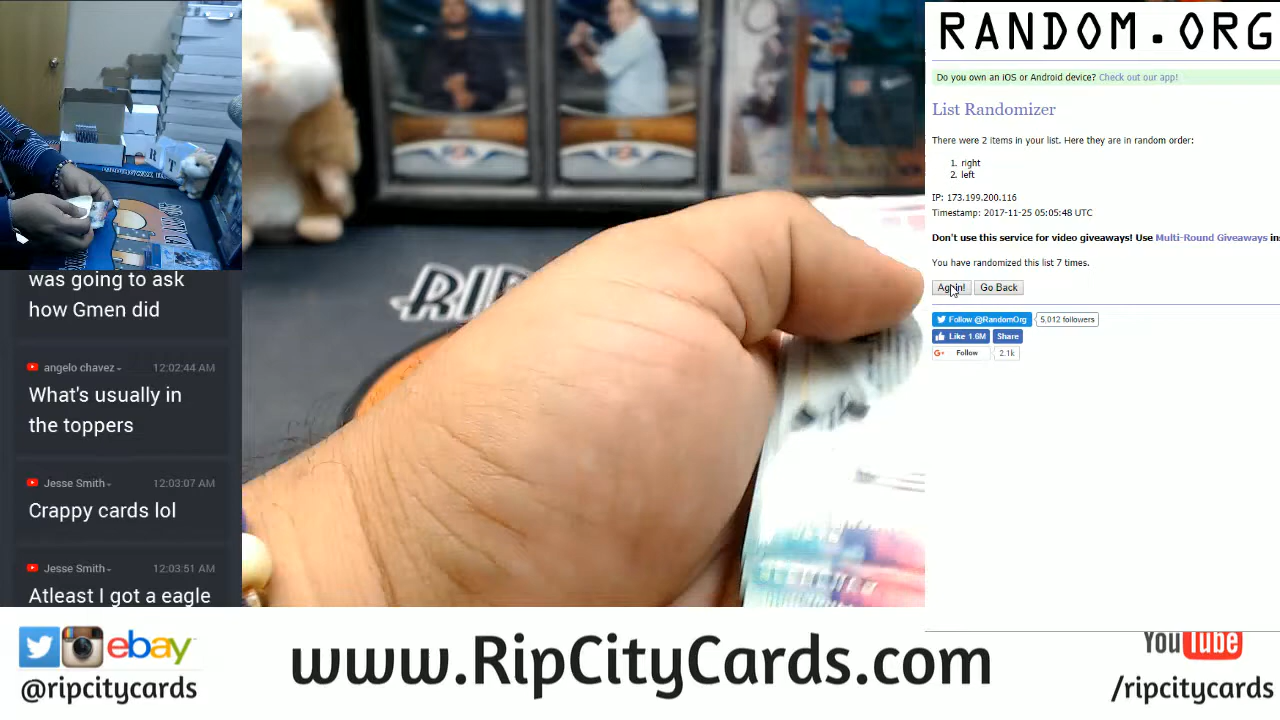 was going to ask
how Gmen did
angelo chavez 12:02:44 AM
What's usually in
the toppers
Jesse Smith 12:03:07 AM
Crappy cards lol
Jesse Smith 12:03:51 AM
Atleast I got a eagle
RIP
RANDOM.ORG
Do you own an iOS or Android device? Check out our app!
List Randomizer
There were 2 items in your list. Here they are in random order:
1. right
2. left
IP: 173.199.200.116
Timestamp: 2017-11-25 05:05:48 UTC
Don't use this service for video giveaways! Use Multi-Round Giveaways
You have randomized this list 7 times.
Again! Go Back
Follow @RandomOrg 5,012 followers
Like 1.6M Share
G+ Follow 2.1k
ebay
@ripcitycards
www.RipCityCards.com
YouTube
/ripcitycards